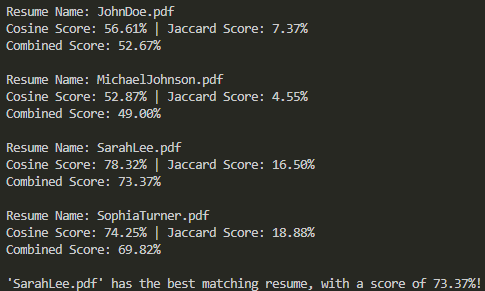 Resume Name: JohnDoe.pdf
Cosine Score: 56.61% | Jaccard Score: 7.37%
Combined Score: 52.67%
Resume Name: MichaelJohnson.pdf
Cosine Score: 52.87% | Jaccard Score: 4.55%
Combined Score: 49.00%
Resume Name: SarahLee.pdf
Cosine Score: 78.32% | Jaccard Score: 16.50%
Combined Score: 73.37%
Resume Name: SophiaTurner.pdf
Cosine Score: 74.25% | Jaccard Score: 18.88%
Combined Score: 69.82%
'SarahLee.pdf' has the best matching resume, with a score of 73.37%!